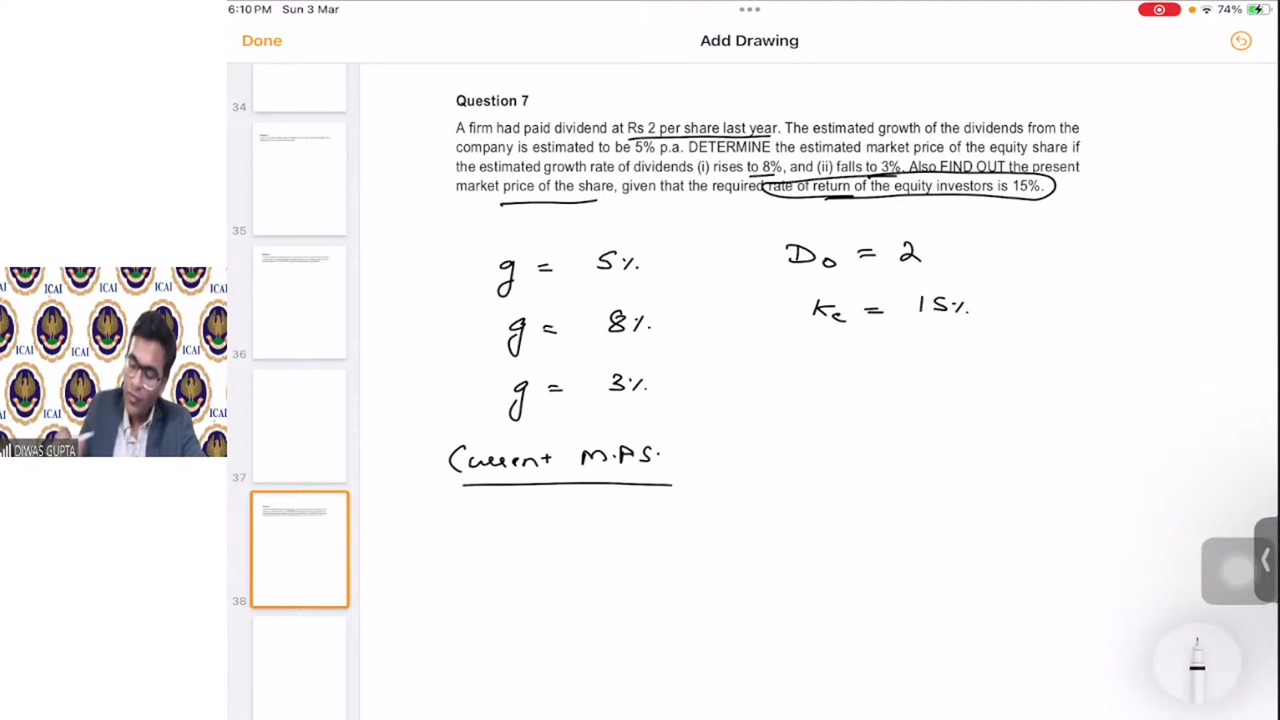 6:10 PM Sun 3 Mar
74%
Done
Add Drawing
34
35
36
37
38
Question 7
A firm had paid dividend at Rs 2 per share last year. The estimated growth of the dividends from the
company is estimated to be 5% p.a. DETERMINE the estimated market price of the equity share if
the estimated growth rate of dividends (i) rises to 8%, and (ii) falls to 3%. Also FIND OUT the present
market price of the share, given that the required rate of return of the equity investors is 15%.
g = 5%.
D0 = 2
g = 8%.
Ke = 15%.
g = 3%.
Current M.P.S.
ICAI
ICAI
ICAI
ICAI
ICAI
ICAI
DIWAS GUPTA